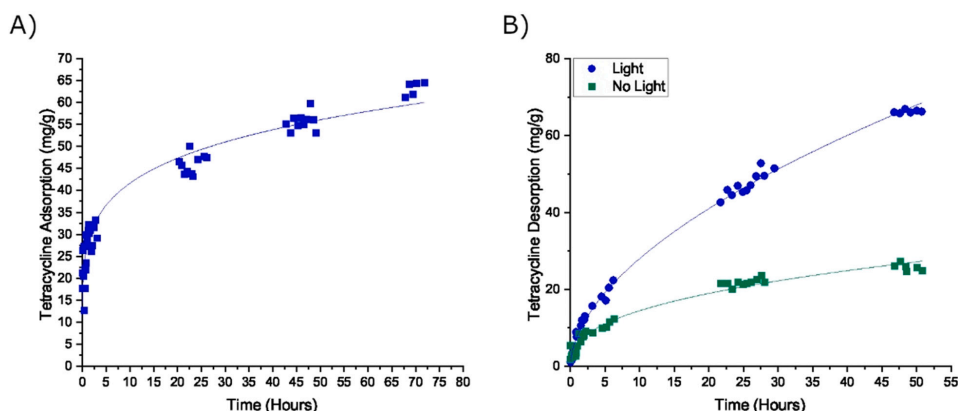 A)
Tetracycline Adsorption (mg/g)
70
65
60
55
50
45
40
35
30
25
20
15
10
5
0
0 5 10 15 20 25 30 35 40 45 50 55 60 65 70 75 80
Time (Hours)
B)
Tetracycline Desorption (mg/g)
Light
No Light
80
60
40
20
0
0 5 10 15 20 25 30 35 40 45 50 55
Time (Hours)